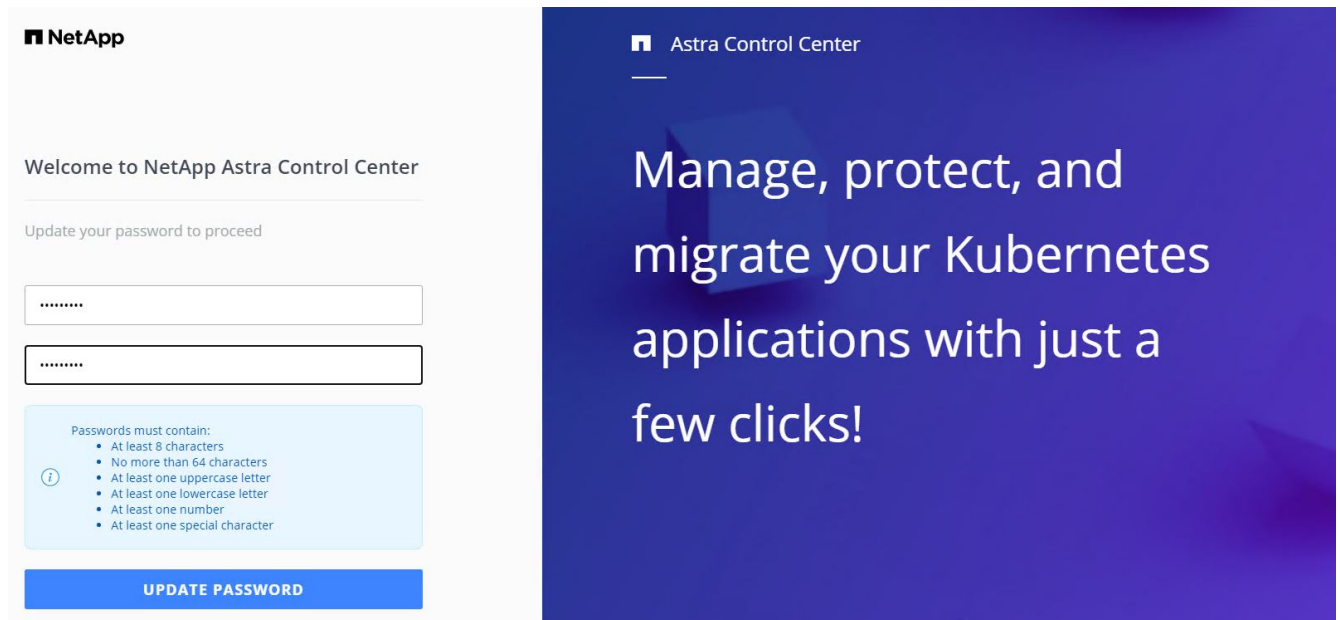 NetApp
Welcome to NetApp Astra Control Center
Update your password to proceed
•••••••••
•••••••••
Passwords must contain:
• At least 8 characters
• No more than 64 characters
• At least one uppercase letter
• At least one lowercase letter
• At least one number
• At least one special character
UPDATE PASSWORD
Astra Control Center
Manage, protect, and
migrate your Kubernetes
applications with just a
few clicks!